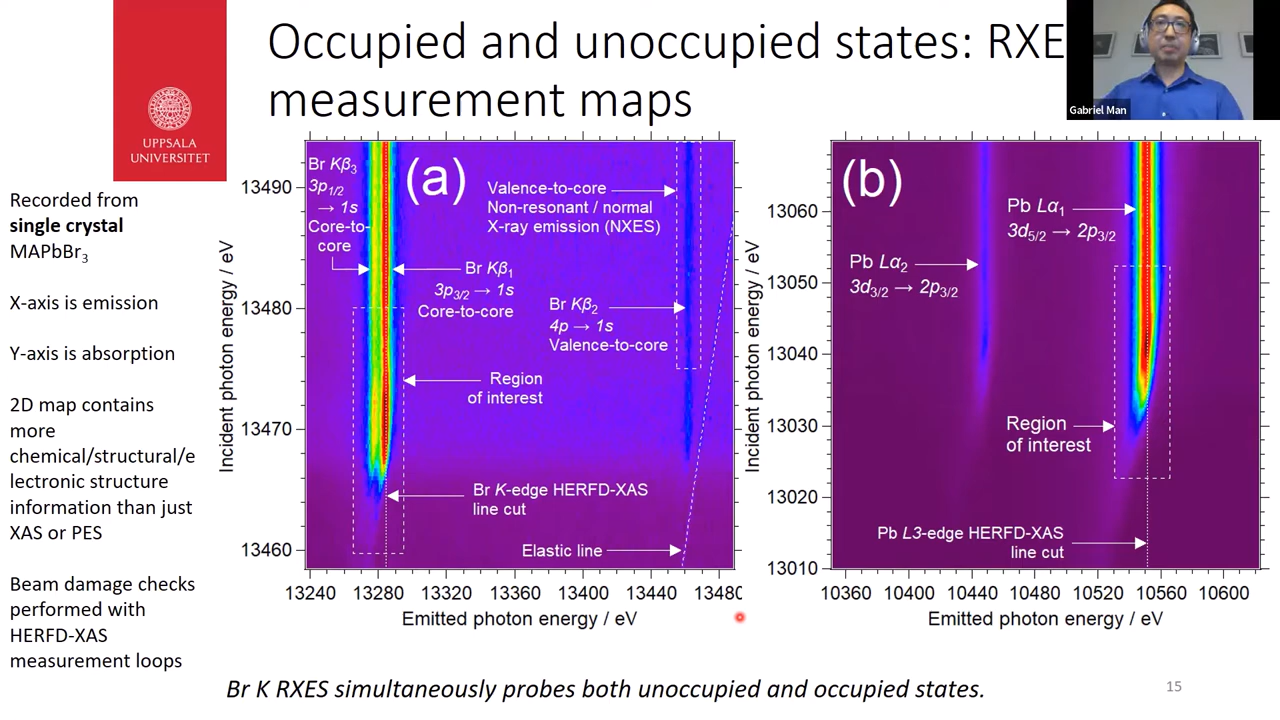 Occupied and unoccupied states: RXE
measurement maps
Gabriel Man
UPPSALA
UNIVERSITET
Recorded from
single crystal
MAPbBr3
X-axis is emission
Y-axis is absorption
2D map contains
more
chemical/structural/e
lectronic structure
information than just
XAS or PES
Beam damage checks
performed with
HERFD-XAS
measurement loops
(a)
Br Kβ3
3p1/2
→ 1s
Core-to-
core
Valence-to-core
Non-resonant / normal
X-ray emission (NXES)
Br Kβ1
3p3/2 → 1s
Core-to-core
Br Kβ2
4p → 1s
Valence-to-core
Region
of interest
Br K-edge HERFD-XAS
line cut
Elastic line
Incident photon energy / eV
13490
13480
13470
13460
13240 13280 13320 13360 13400 13440 13480
Emitted photon energy / eV
(b)
Pb Lα1
3d5/2 → 2p3/2
Pb Lα2
3d3/2 → 2p3/2
Region
of interest
Pb L3-edge HERFD-XAS
line cut
Incident photon energy / eV
13060
13050
13040
13030
13020
13010
10360 10400 10440 10480 10520 10560 10600
Emitted photon energy / eV
Br K RXES simultaneously probes both unoccupied and occupied states.
15